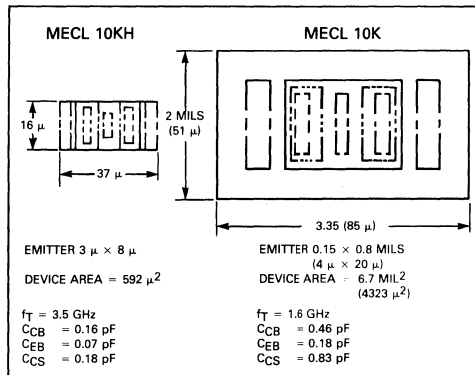 MECL 10KH
MECL 10K
16 μ
37 μ
2 MILS
(51 μ)
3.35 (85 μ)
EMITTER 3 μ × 8 μ
DEVICE AREA = 592 μ²
fT = 3.5 GHz
CCB = 0.16 pF
CEB = 0.07 pF
CCS = 0.18 pF
EMITTER 0.15 × 0.8 MILS
(4 μ × 20 μ)
DEVICE AREA = 6.7 MIL²
(4323 μ²)
fT = 1.6 GHz
CCB = 0.46 pF
CEB = 0.18 pF
CCS = 0.83 pF